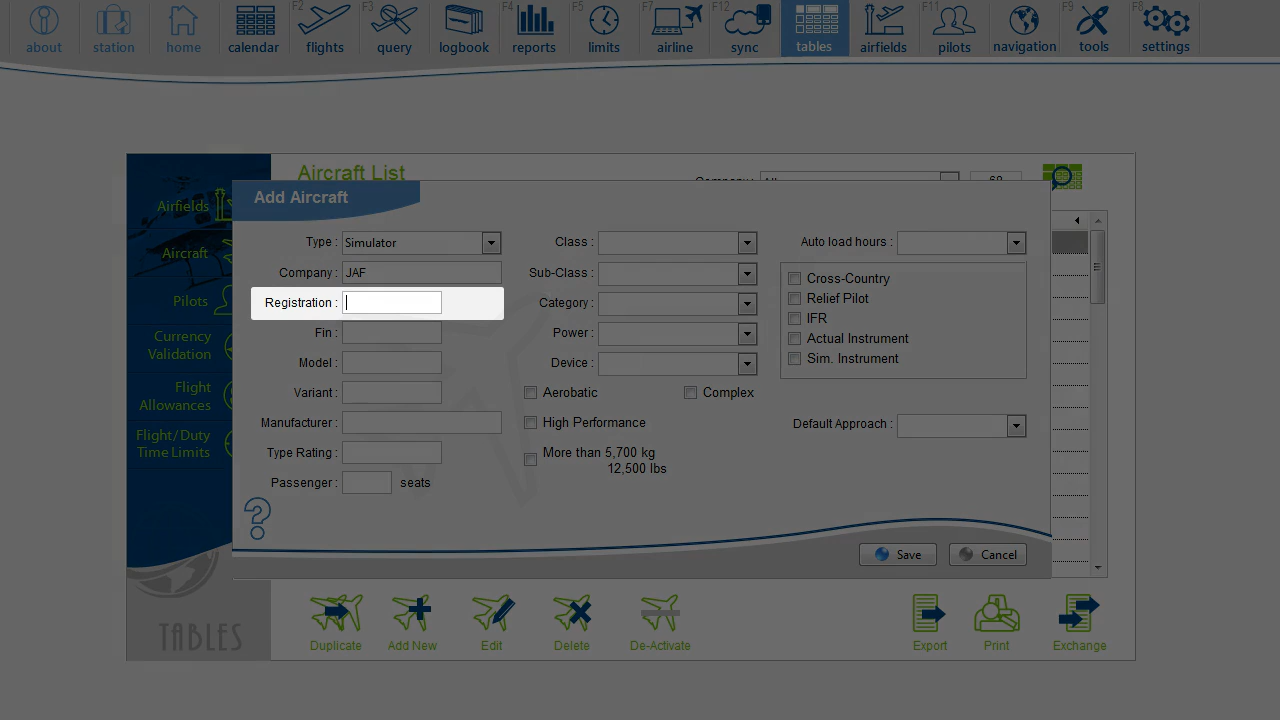 F2 F3 F4 F5 F7 F12 F11 F9 F8
about station home calendar flights query logbook reports limits airline sync tables airfields pilots navigation tools settings
Aircraft List
Add Aircraft
Airfields
Aircraft
Pilots
Currency
Validation
Flight
Allowances
Flight/Duty
Time Limits
TABLES
Type : Simulator
Company : JAF
Registration :
Fin :
Model :
Variant :
Manufacturer :
Type Rating :
Passenger : seats
Class :
Sub-Class :
Category :
Power :
Device :
Aerobatic Complex
High Performance
More than 5,700 kg
12,500 lbs
Auto load hours :
Cross-Country
Relief Pilot
IFR
Actual Instrument
Sim. Instrument
Default Approach :
Save Cancel
Duplicate Add New Edit Delete De-Activate Export Print Exchange